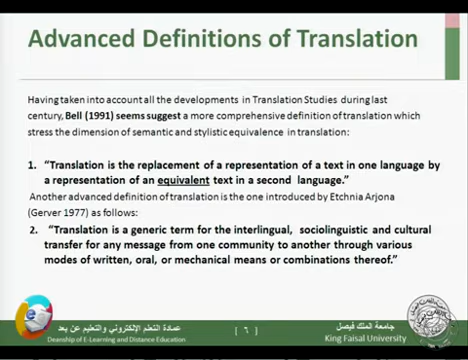 Advanced Definitions of Translation
Having taken into account all the developments in Translation Studies during last
century, Bell (1991) seems suggest a more comprehensive definition of translation which
stress the dimension of semantic and stylistic equivalence in translation:
1. “Translation is the replacement of a representation of a text in one language by
a representation of an equivalent text in a second language.”
Another advanced definition of translation is the one introduced by Etchnia Arjona
(Gerver 1977) as follows:
2. “Translation is a generic term for the interlingual, sociolinguistic and cultural
transfer for any message from one community to another through various
modes of written, oral, or mechanical means or combinations thereof.”
عمادة التعلم الإلكتروني والتعليم عن بعد
Deanship of E-Learning and Distance Education
[ ٦ ]
جامعة الملك فيصل
King Faisal University